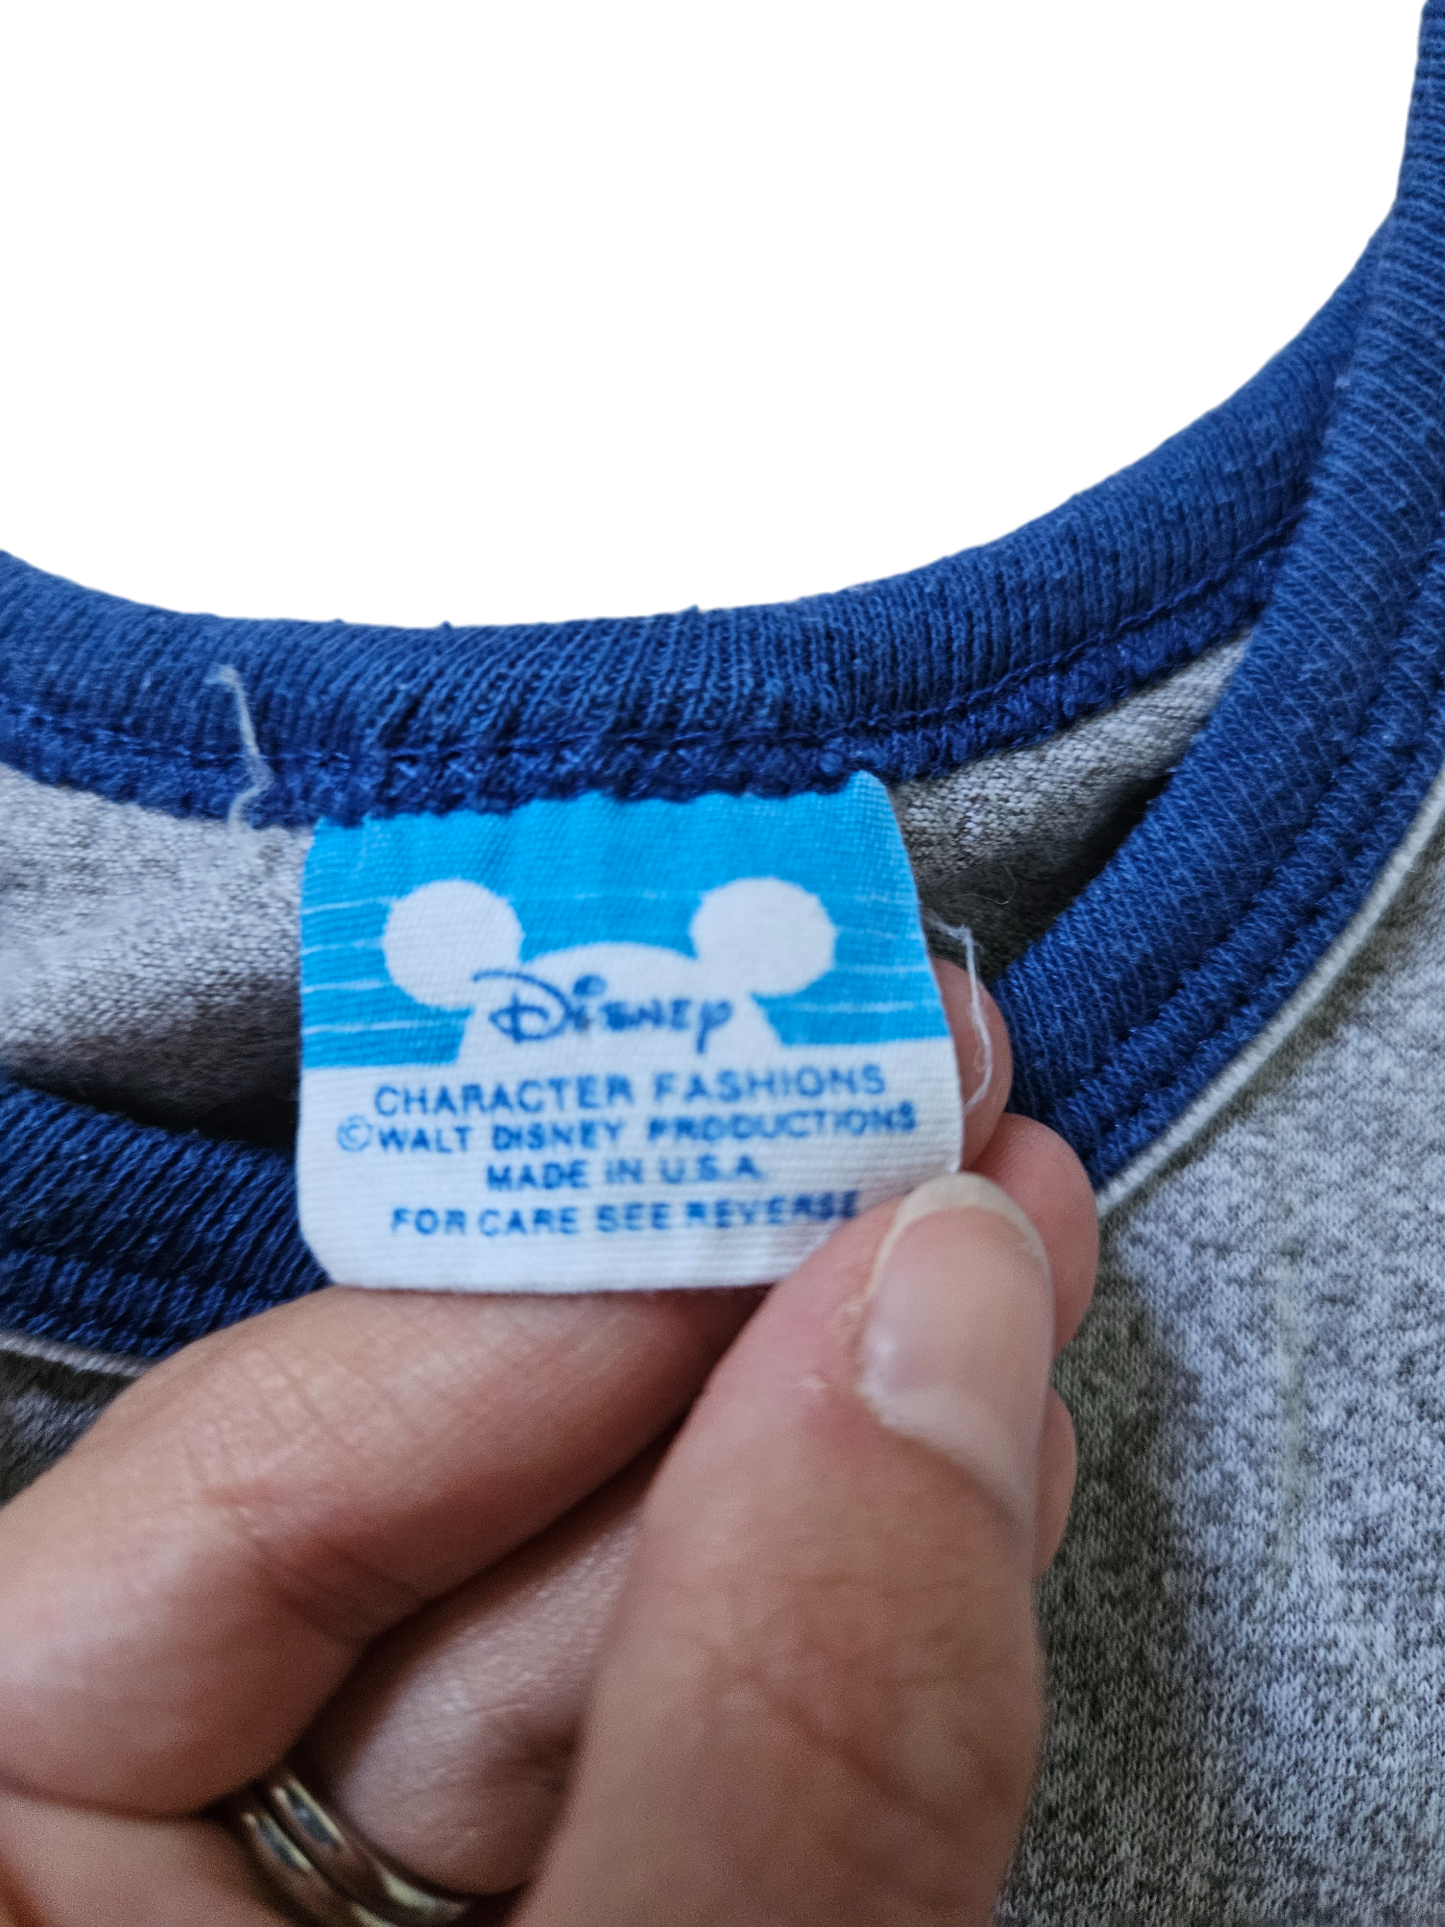 Disney
CHARACTER FASHIONS
©WALT DISNEY PRODUCTIONS
MADE IN U.S.A.
FOR CARE SEE REVERSE